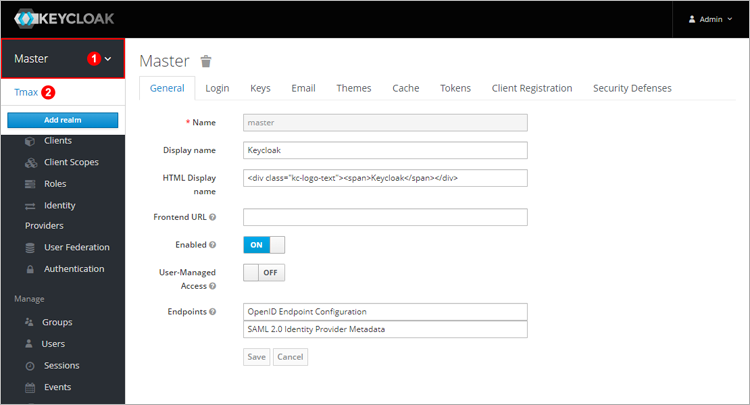 KEYCLOAK
Admin
Master 1
Tmax 2
Add realm
Clients
Client Scopes
Roles
Identity
Providers
User Federation
Authentication
Manage
Groups
Users
Sessions
Events
Master
General Login Keys Email Themes Cache Tokens Client Registration Security Defenses
* Name master
Display name Keycloak
HTML Display
name <div class="kc-logo-text"><span>Keycloak</span></div>
Frontend URL
Enabled ON
User-Managed
Access OFF
Endpoints OpenID Endpoint Configuration
SAML 2.0 Identity Provider Metadata
Save Cancel